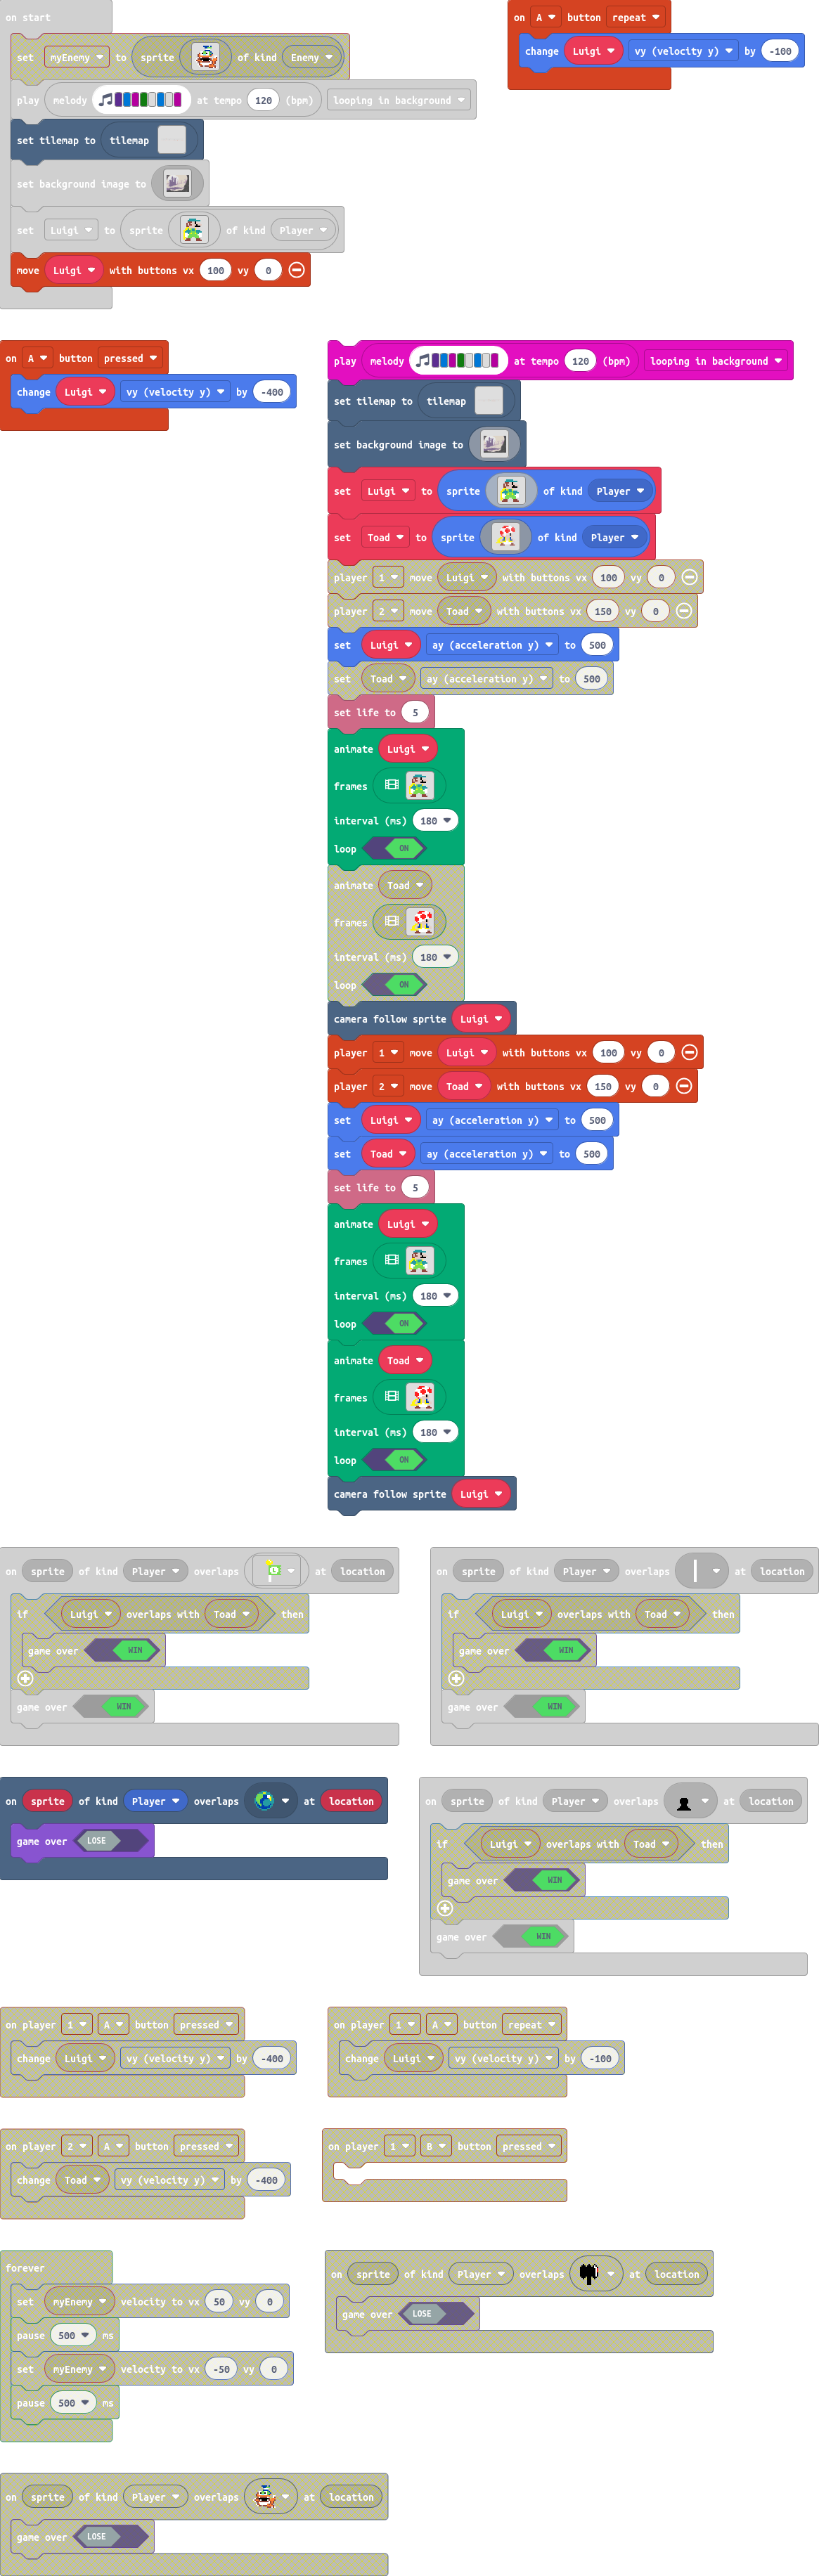 on start
set myEnemy to sprite of kind Enemy
play melody at tempo 120 (bpm) looping in background
set tilemap to tilemap
set background image to
set Luigi to sprite of kind Player
move Luigi with buttons vx 100 vy 0
on A button repeat
change Luigi vy (velocity y) by -100
on A button pressed
change Luigi vy (velocity y) by -400
play melody at tempo 120 (bpm) looping in background
set tilemap to tilemap
set background image to
set Luigi to sprite of kind Player
set Toad to sprite of kind Player
player 1 move Luigi with buttons vx 100 vy 0
player 2 move Toad with buttons vx 150 vy 0
set Luigi ay (acceleration y) to 500
set Toad ay (acceleration y) to 500
set life to 5
animate Luigi
frames
interval (ms) 180
loop ON
animate Toad
frames
interval (ms) 180
loop ON
camera follow sprite Luigi
player 1 move Luigi with buttons vx 100 vy 0
player 2 move Toad with buttons vx 150 vy 0
set Luigi ay (acceleration y) to 500
set Toad ay (acceleration y) to 500
set life to 5
animate Luigi
frames
interval (ms) 180
loop ON
animate Toad
frames
interval (ms) 180
loop ON
camera follow sprite Luigi
on sprite of kind Player overlaps at location
if Luigi overlaps with Toad then
game over WIN
game over WIN
on sprite of kind Player overlaps at location
if Luigi overlaps with Toad then
game over WIN
game over WIN
on sprite of kind Player overlaps at location
game over LOSE
on sprite of kind Player overlaps at location
if Luigi overlaps with Toad then
game over WIN
game over WIN
on player 1 A button pressed
change Luigi vy (velocity y) by -400
on player 1 A button repeat
change Luigi vy (velocity y) by -100
on player 2 A button pressed
change Toad vy (velocity y) by -400
on player 1 B button pressed
forever
set myEnemy velocity to vx 50 vy 0
pause 500 ms
set myEnemy velocity to vx -50 vy 0
pause 500 ms
on sprite of kind Player overlaps at location
game over LOSE
on sprite of kind Player overlaps at location
game over LOSE